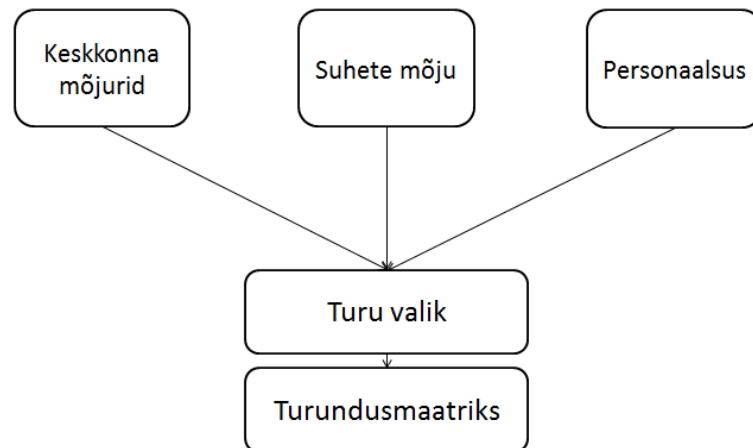 Keskkonna
mõjurid
Suhete mõju
Personaalsus
Turu valik
Turundusmaatriks